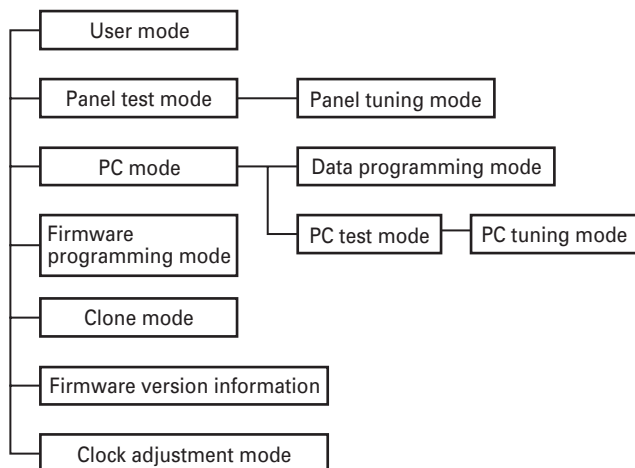 User mode
Panel test mode
Panel tuning mode
PC mode
Data programming mode
PC test mode
PC tuning mode
Firmware
programming mode
Clone mode
Firmware version information
Clock adjustment mode